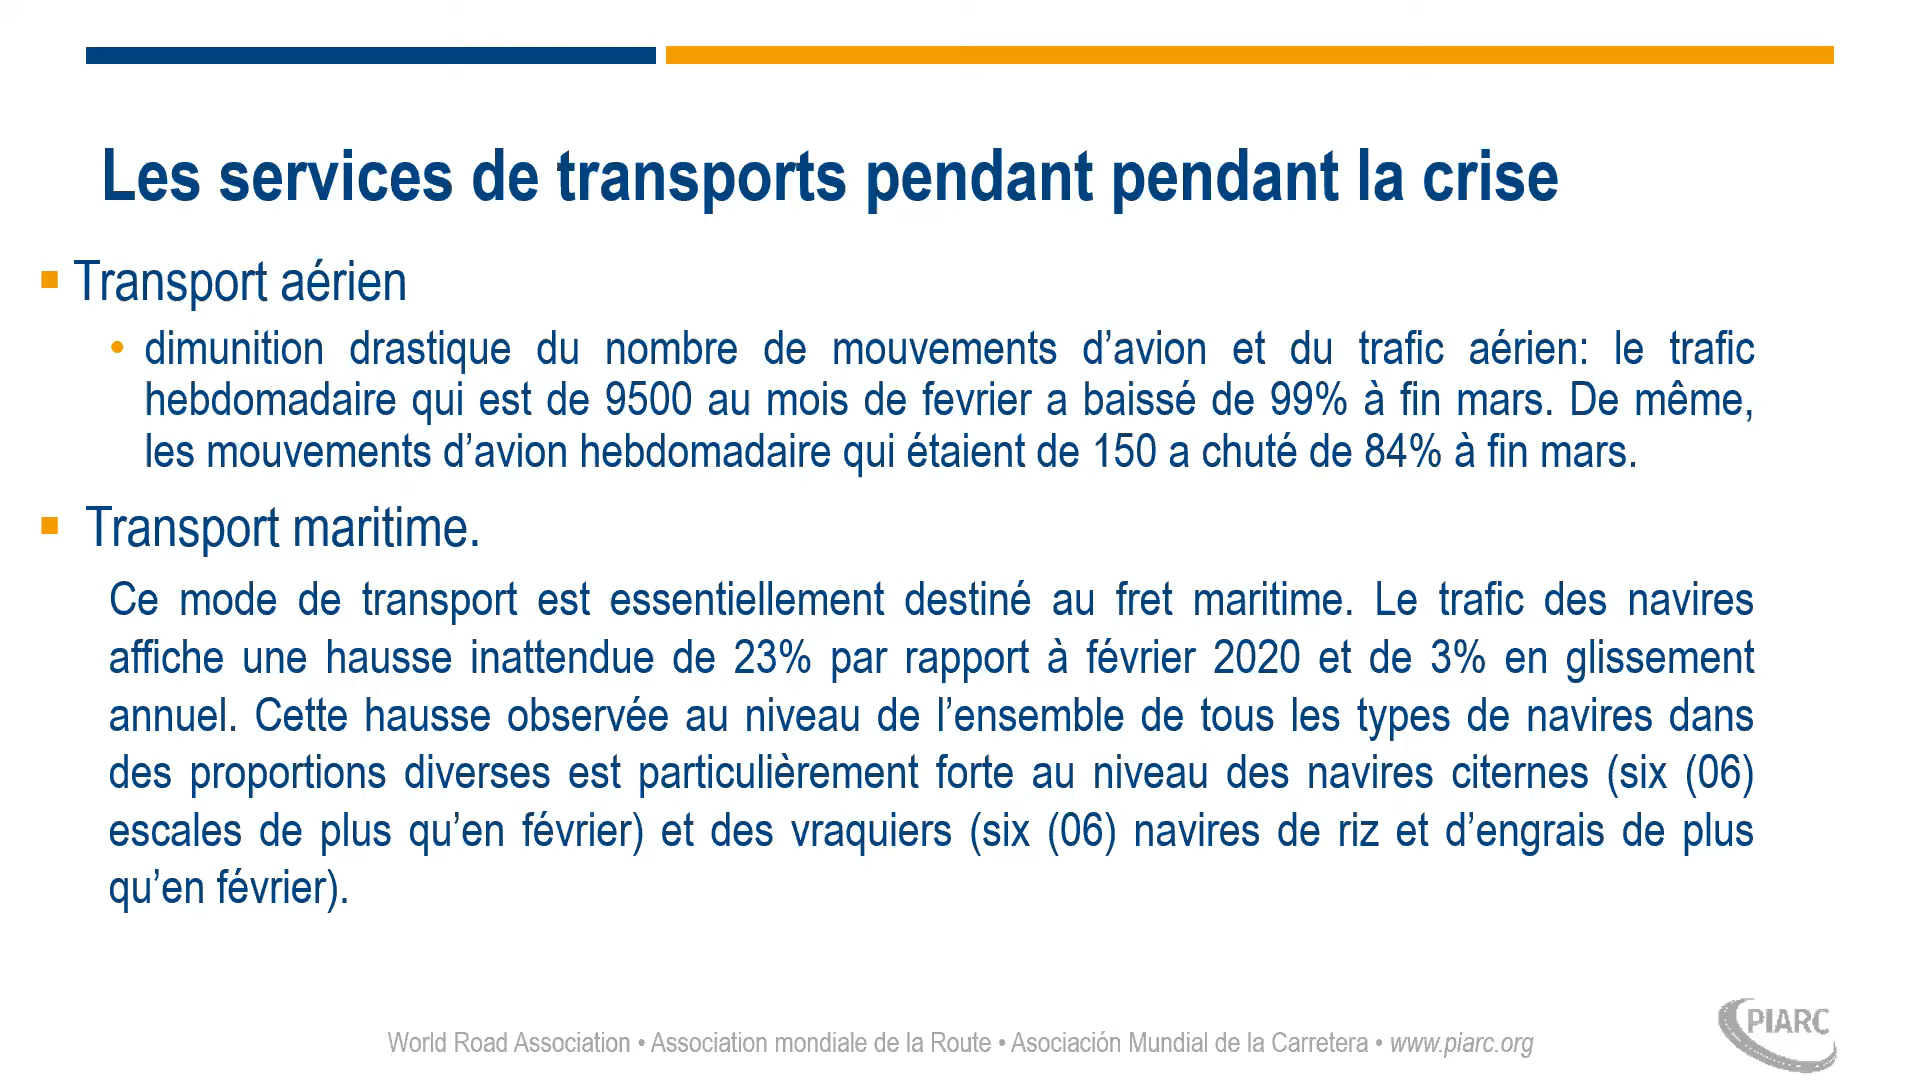 Les services de transports pendant pendant la crise
Transport aérien
• dimunition drastique du nombre de mouvements d’avion et du trafic aérien: le trafic
hebdomadaire qui est de 9500 au mois de fevrier a baissé de 99% à fin mars. De même,
les mouvements d’avion hebdomadaire qui étaient de 150 a chuté de 84% à fin mars.
Transport maritime.
Ce mode de transport est essentiellement destiné au fret maritime. Le trafic des navires
affiche une hausse inattendue de 23% par rapport à février 2020 et de 3% en glissement
annuel. Cette hausse observée au niveau de l’ensemble de tous les types de navires dans
des proportions diverses est particulièrement forte au niveau des navires citernes (six (06)
escales de plus qu’en février) et des vraquiers (six (06) navires de riz et d’engrais de plus
qu’en février).
World Road Association • Association mondiale de la Route • Asociación Mundial de la Carretera • www.piarc.org
PIARC